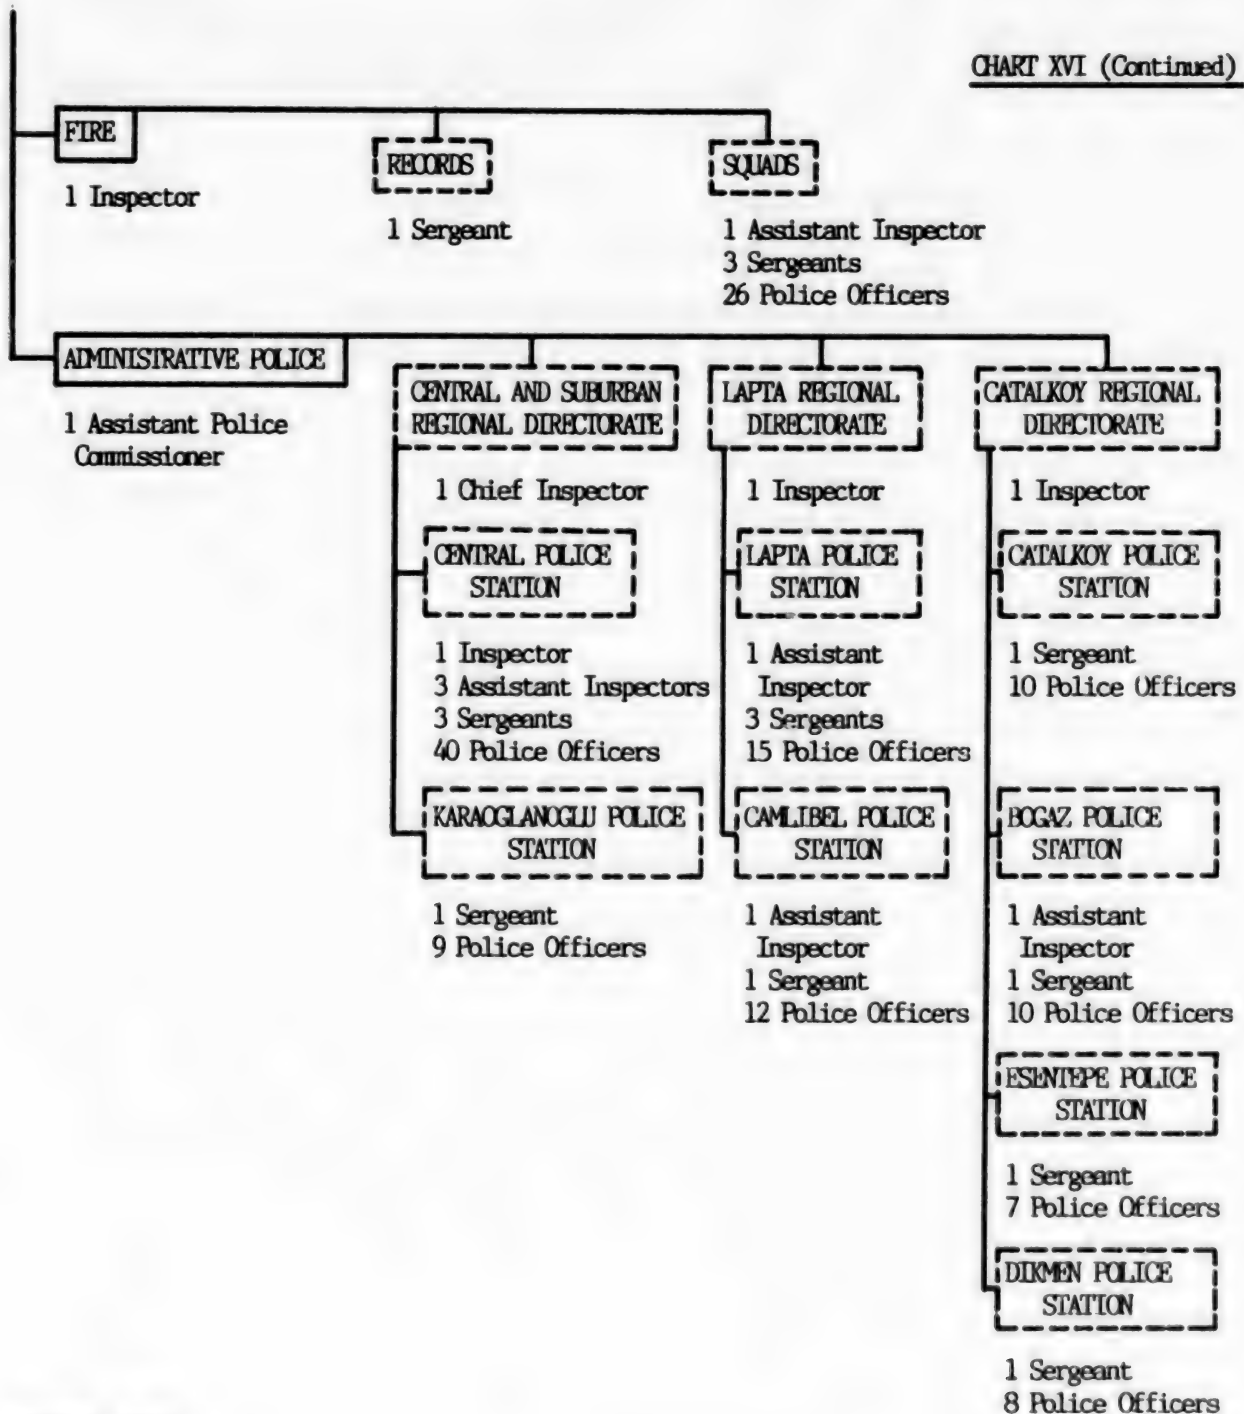 CHART XVI (Continued)
FIRE
1 Inspector
RECORDS
1 Sergeant
SQUADS
1 Assistant Inspector
3 Sergeants
26 Police Officers
ADMINISTRATIVE POLICE
1 Assistant Police
Commissioner
CENTRAL AND SUBURBAN
REGIONAL DIRECTORATE
1 Chief Inspector
CENTRAL POLICE
STATION
1 Inspector
3 Assistant Inspectors
3 Sergeants
40 Police Officers
KARAOGLANOGLU POLICE
STATION
1 Sergeant
9 Police Officers
LAPTA REGIONAL
DIRECTORATE
1 Inspector
LAPTA POLICE
STATION
1 Assistant
Inspector
3 Sergeants
15 Police Officers
CAMLIBEL POLICE
STATION
1 Assistant
Inspector
1 Sergeant
12 Police Officers
CATALKOY REGIONAL
DIRECTORATE
1 Inspector
CATALKOY POLICE
STATION
1 Sergeant
10 Police Officers
BOGAZ POLICE
STATION
1 Assistant
Inspector
1 Sergeant
10 Police Officers
ESENTEPE POLICE
STATION
1 Sergeant
7 Police Officers
DIKMEN POLICE
STATION
1 Sergeant
8 Police Officers